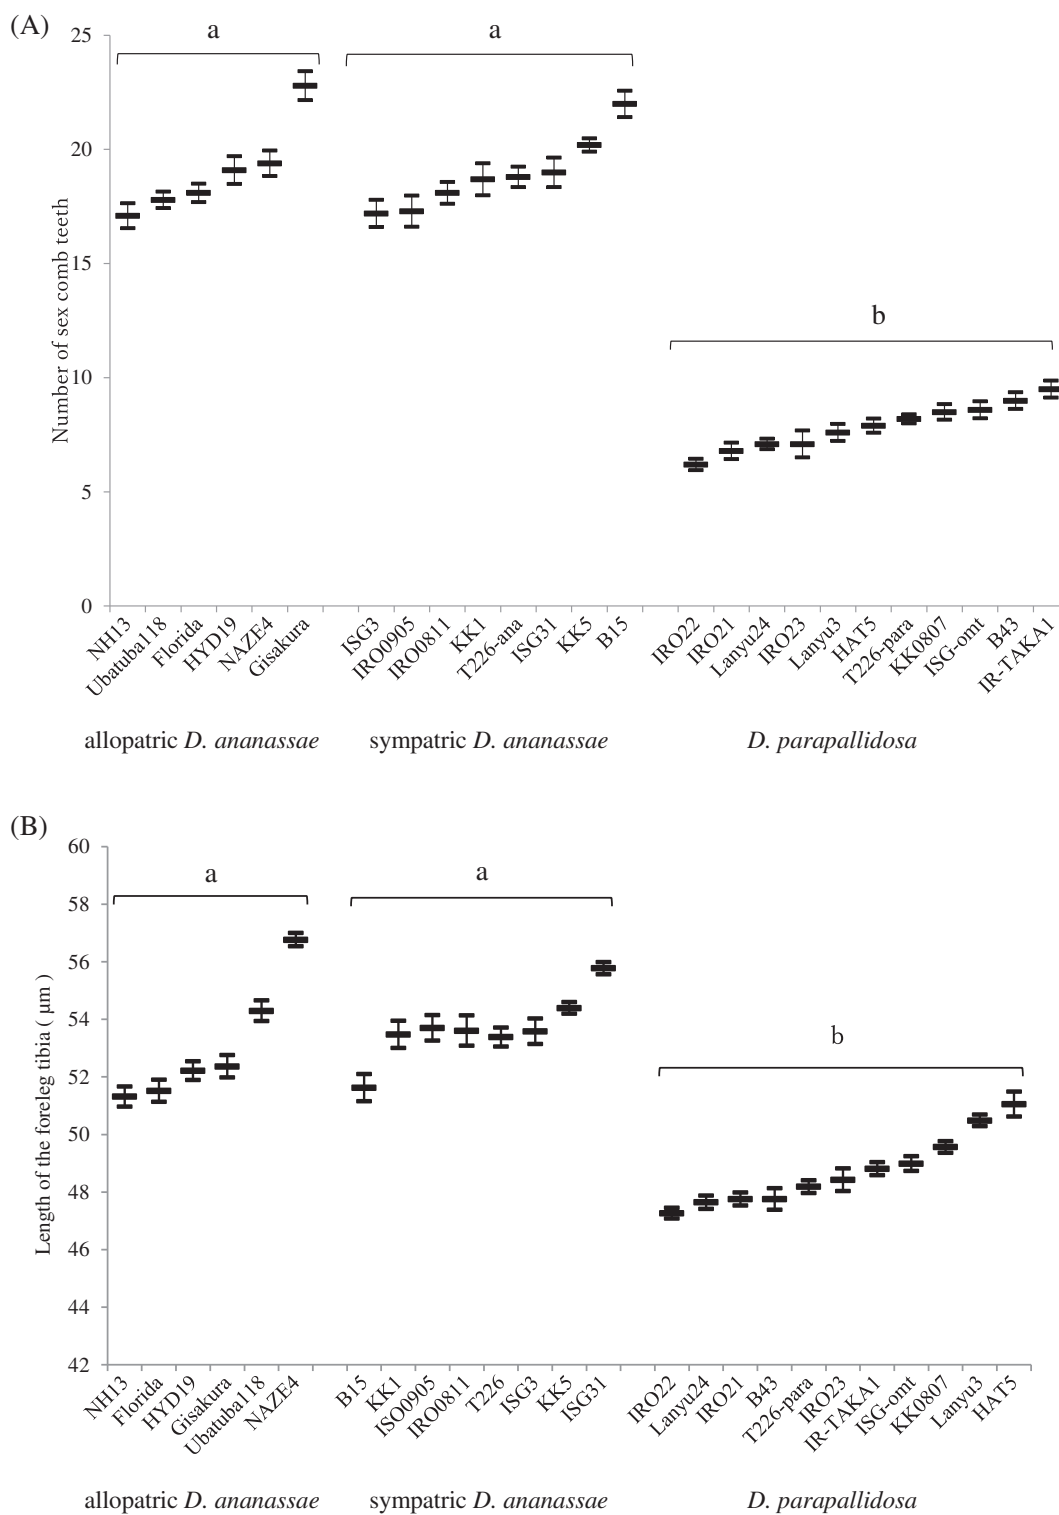 (A)
Number of sex comb teeth
25
20
15
10
5
0
a
a
b
NH13
Ubatuba118
Florida
HYD19
NAZE4
Gisakura
ISG3
IRO0905
IRO0811
KK1
T226-ana
ISG31
KK5
B15
IRO22
IRO21
Lanyu24
IRO23
Lanyu3
HAT5
T226-para
KK0807
ISG-omt
B43
IR-TAKA1
allopatric D. ananassae
sympatric D. ananassae
D. parapallidosa
(B)
Length of the foreleg tibia ( μm )
60
58
56
54
52
50
48
46
44
42
a
a
b
NH13
Florida
HYD19
Gisakura
Ubatuba118
NAZE4
B15
KK1
ISO0905
IRO0811
T226
ISG3
KK5
ISG31
IRO22
Lanyu24
IRO21
B43
T226-para
IRO23
IR-TAKA1
ISG-omt
KK0807
Lanyu3
HAT5
allopatric D. ananassae
sympatric D. ananassae
D. parapallidosa